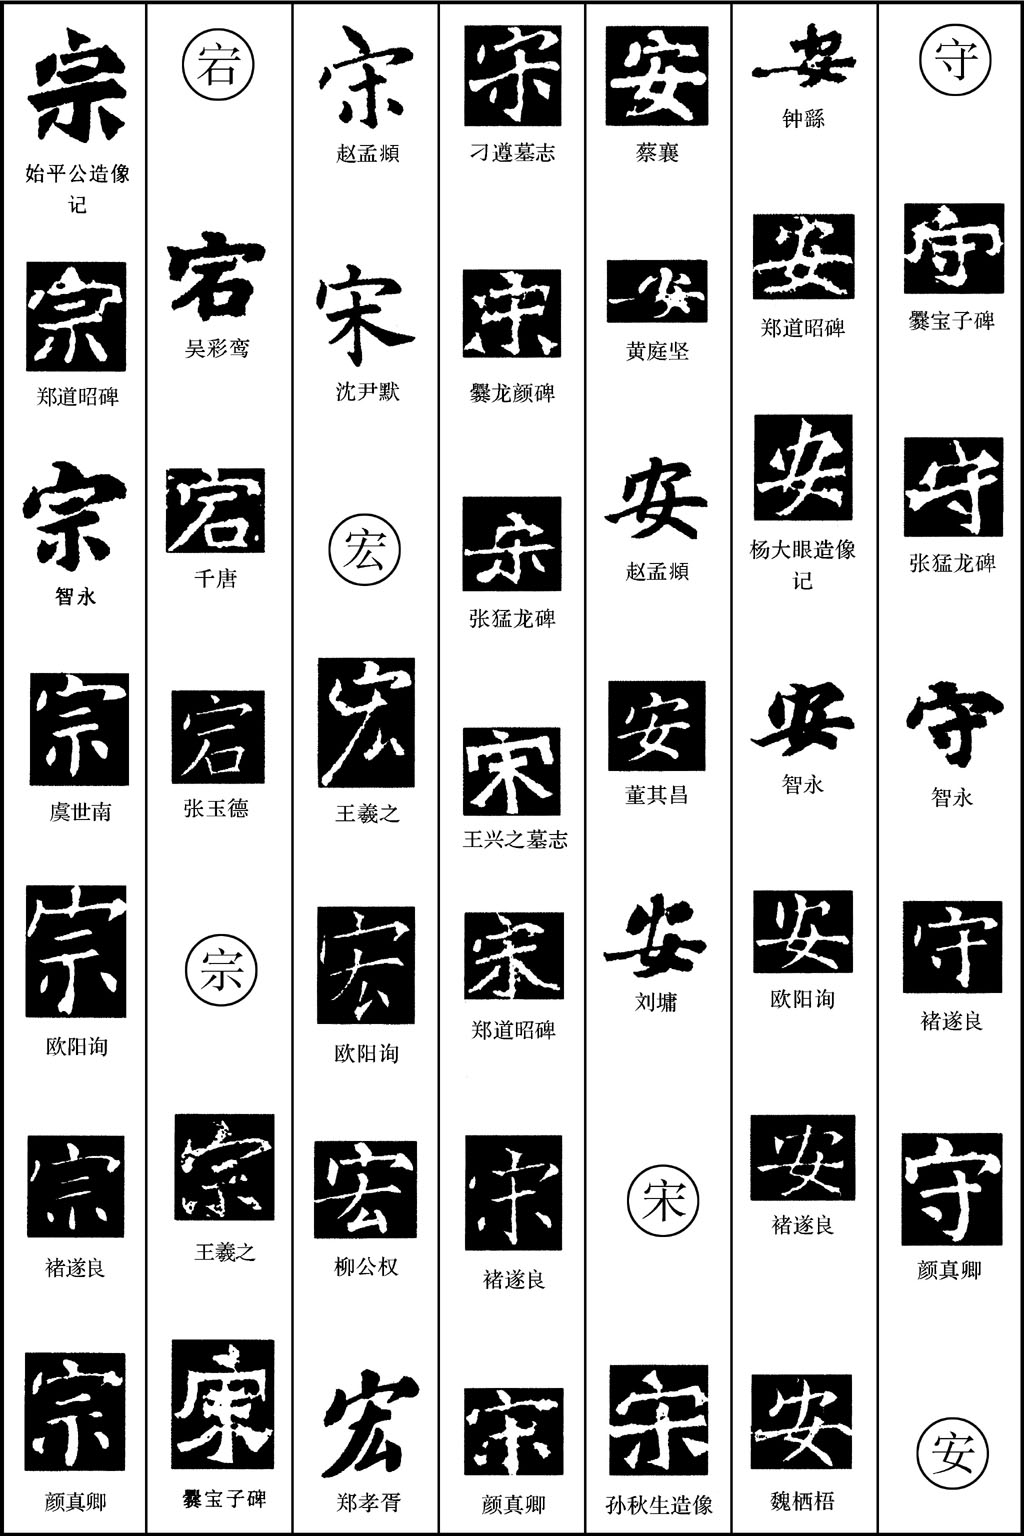 守
守
爨宝子碑
守
张猛龙碑
守
智永
守
褚遂良
守
颜真卿
安
安
钟繇
安
郑道昭碑
安
杨大眼造像
记
安
智永
安
欧阳询
安
褚遂良
安
魏栖梧
安
蔡襄
安
黄庭坚
安
赵孟頫
安
董其昌
安
刘墉
宋
宋
孙秋生造像
宋
刁遵墓志
宋
爨龙颜碑
宋
张猛龙碑
宋
王兴之墓志
宋
郑道昭碑
宋
褚遂良
宋
颜真卿
宋
赵孟頫
宋
沈尹默
宏
宏
王羲之
宏
欧阳询
宏
柳公权
宏
郑孝胥
宕
宕
吴彩鸾
宕
千唐
宕
张玉德
宗
宗
王羲之
宗
爨宝子碑
宗
始平公造像
记
宗
郑道昭碑
宗
智永
宗
虞世南
宗
欧阳询
宗
褚遂良
宗
颜真卿